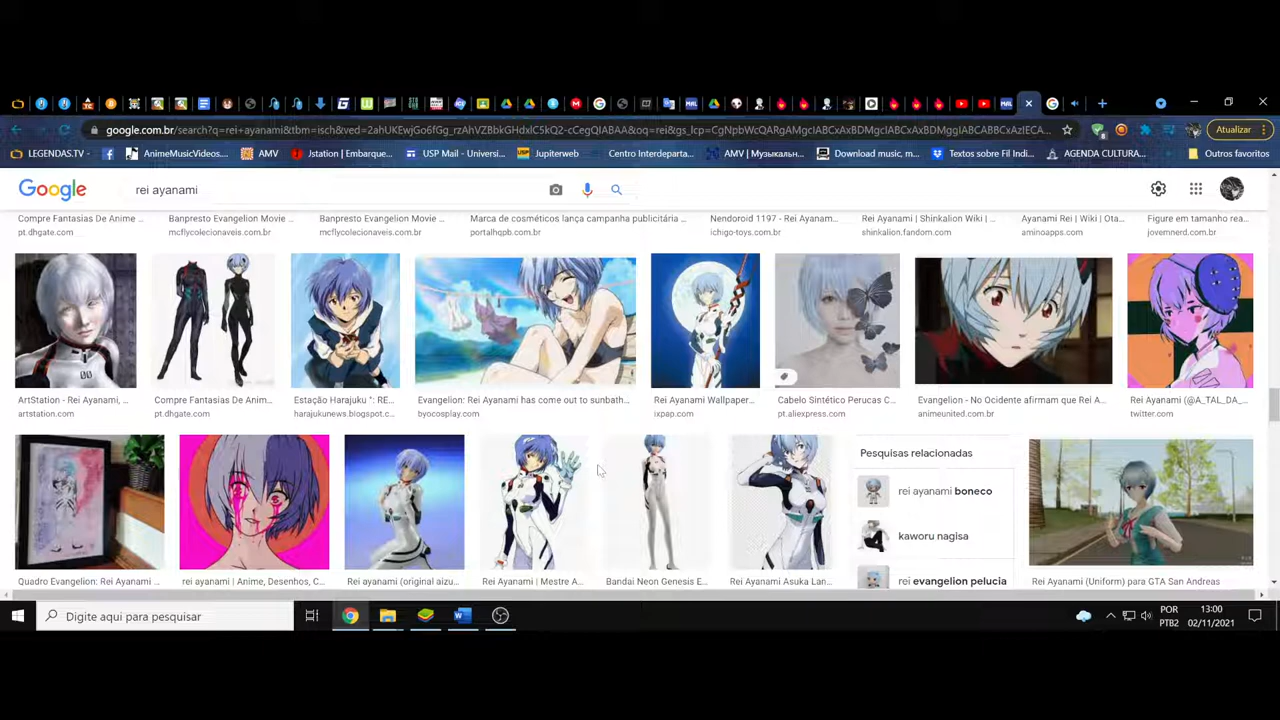 google.com.br/search?q=rei+ayanami&tbm=isch&ved=2ahUKEwjGo6fGg_rzAhVZBbkGHdxlC5kQ2-cCegQIABAA&oq=rei&gs_lcp=CgNpbWcQARgAMgcIABCxAxBDMgcIABCxAxBDMggIABCABBCxAzIECA...
Atualizar
LEGENDAS.TV -
AnimeMusicVideos....
AMV
Jstation | Embarque...
USP Mail - Universi...
Jupiterweb
Centro Interdeparta...
AMV | Музыкальн...
Download music, m...
Textos sobre Fil Indi...
AGENDA CULTURA...
Outros favoritos
Google
rei ayanami
Compre Fantasias De Anime ...
Banpresto Evangelion Movie ...
Banpresto Evangelion Movie ...
Marca de cosméticos lança campanha publicitária ...
Nendoroid 1197 - Rei Ayanam...
Rei Ayanami | Shinkalion Wiki | ...
Ayanami Rei | Wiki | Ota...
Figure em tamanho rea...
pt.dhgate.com
mcflycolecionaveis.com.br
mcflycolecionaveis.com.br
portalhqpb.com.br
ichigo-toys.com.br
shinkalion.fandom.com
aminoapps.com
jovemnerd.com.br
ArtStation - Rei Ayanami, ...
Compre Fantasias De Anim...
Estação Harajuku °: RE...
Evangelion: Rei Ayanami has come out to sunbath...
Rei Ayanami Wallpaper...
Cabelo Sintético Perucas C...
Evangelion - No Ocidente afirmam que Rei A...
Rei Ayanami (@A_TAL_DA_...
artstation.com
pt.dhgate.com
harajukunews.blogspot.c...
byocosplay.com
ixpap.com
pt.aliexpress.com
animeunited.com.br
twitter.com
Pesquisas relacionadas
rei ayanami boneco
kaworu nagisa
rei evangelion pelucia
Quadro Evangelion: Rei Ayanami ...
rei ayanami | Anime, Desenhos, C...
Rei ayanami (original aizu...
Rei Ayanami | Mestre A...
Bandai Neon Genesis E...
Rei Ayanami Asuka Lan...
Rei Ayanami (Uniform) para GTA San Andreas
Digite aqui para pesquisar
POR
PTB2
13:00
02/11/2021